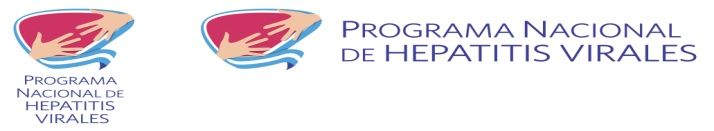 PROGRAMA
NACIONAL DE
HEPATITIS
VIRALES
PROGRAMA NACIONAL
DE HEPATITIS VIRALES